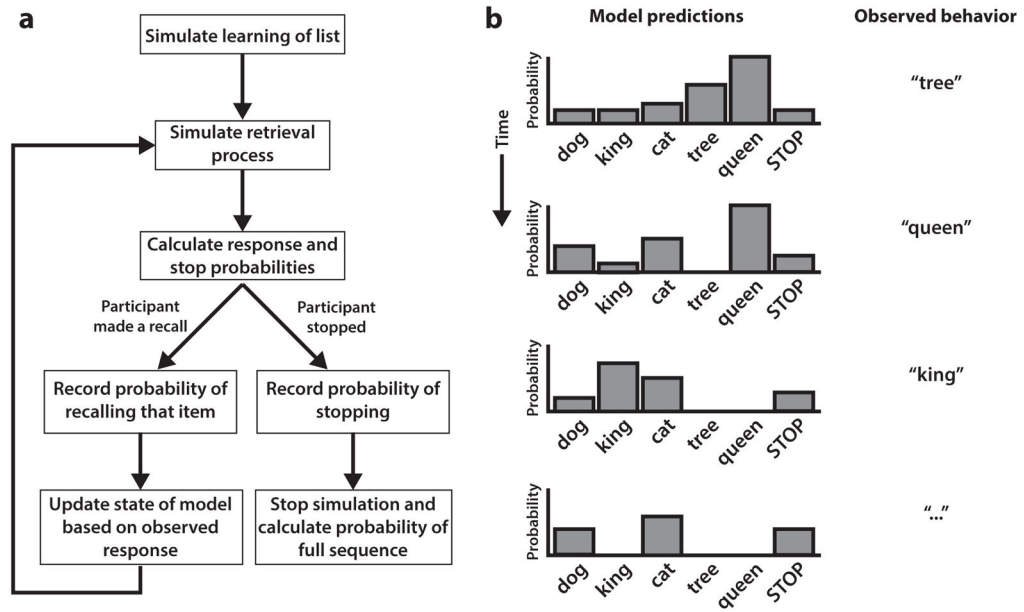 a
Simulate learning of list
Simulate retrieval
process
Calculate response and
stop probabilities
Participant
made a recall
Participant
stopped
Record probability of
recalling that item
Record probability of
stopping
Update state of model
based on observed
response
Stop simulation and
calculate probability of
full sequence
b
Model predictions
Observed behavior
Time
Probability
dog
king
cat
tree
queen
STOP
“tree”
Probability
dog
king
cat
tree
queen
STOP
“queen”
Probability
dog
king
cat
tree
queen
STOP
“king”
Probability
dog
king
cat
tree
queen
STOP
“...”